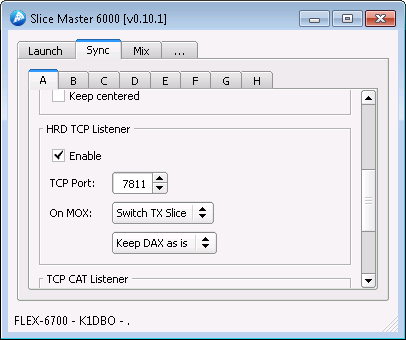 Slice Master 6000 [v0.10.1]
Launch Sync Mix ...
A B C D E F G H
Keep centered
HRD TCP Listener
Enable
TCP Port: 7811
On MOX: Switch TX Slice
Keep DAX as is
TCP CAT Listener
FLEX-6700 - K1DBO - .